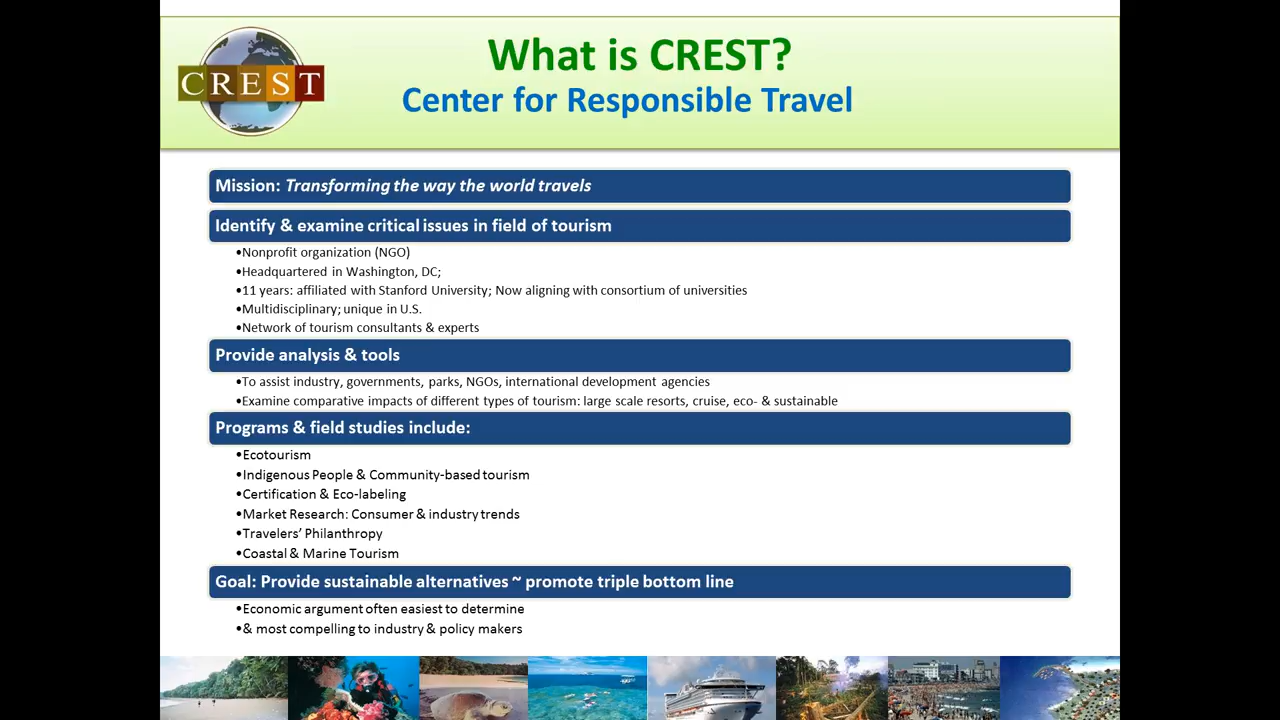 CREST
What is CREST?
Center for Responsible Travel
Mission: Transforming the way the world travels
Identify & examine critical issues in field of tourism
•Nonprofit organization (NGO)
•Headquartered in Washington, DC;
•11 years: affiliated with Stanford University; Now aligning with consortium of universities
•Multidisciplinary; unique in U.S.
•Network of tourism consultants & experts
Provide analysis & tools
•To assist industry, governments, parks, NGOs, international development agencies
•Examine comparative impacts of different types of tourism: large scale resorts, cruise, eco- & sustainable
Programs & field studies include:
•Ecotourism
•Indigenous People & Community-based tourism
•Certification & Eco-labeling
•Market Research: Consumer & industry trends
•Travelers’ Philanthropy
•Coastal & Marine Tourism
Goal: Provide sustainable alternatives ~ promote triple bottom line
•Economic argument often easiest to determine
•& most compelling to industry & policy makers